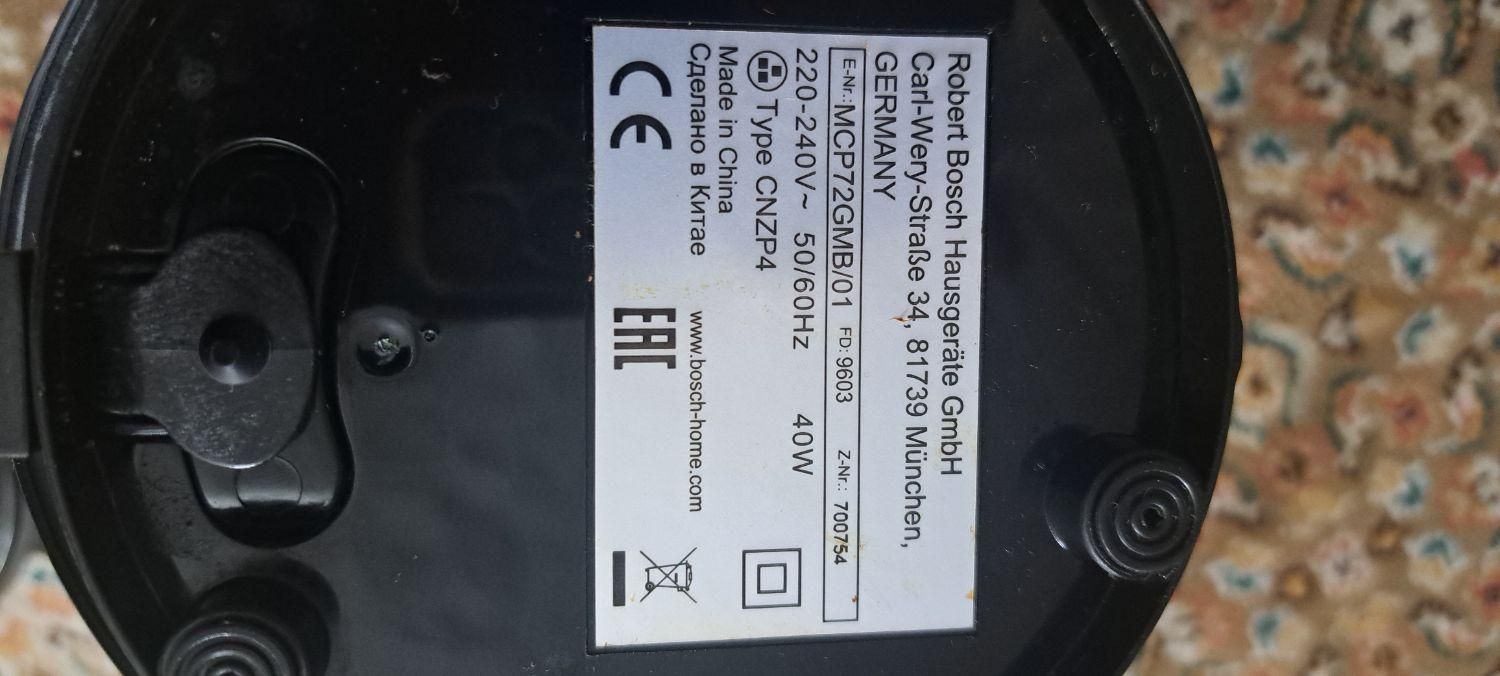 Robert Bosch Hausgeräte GmbH
Carl-Wery-Straße 34, 81739 München,
GERMANY
E-Nr.: MCP72GMB/01 FD: 9603 Z-Nr.: 700754
220-240V~ 50/60Hz 40W
Type CNZP4
Made in China
Сделано в Китае
www.bosch-home.com
CE
EAC